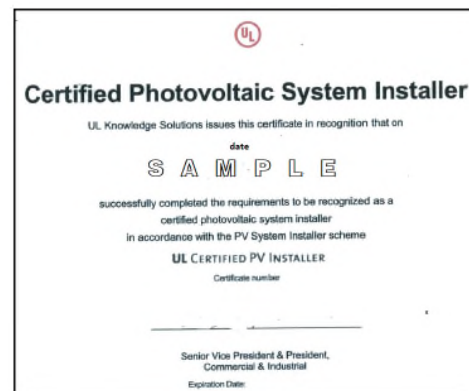 UL
Certified Photovoltaic System Installer
UL Knowledge Solutions issues this certificate in recognition that on
date
SAMPLE
successfully completed the requirements to be recognized as a
certified photovoltaic system installer
in accordance with the PV System Installer scheme
UL CERTIFIED PV INSTALLER
Certificate number
Senior Vice President & President,
Commercial & Industrial
Expiration Date: